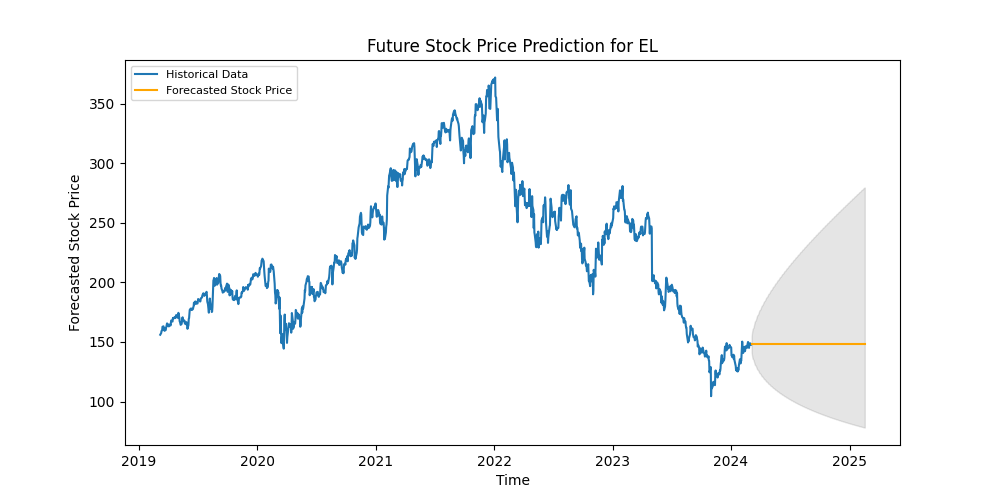 Future Stock Price Prediction for EL
Historical Data
Forecasted Stock Price
Forecasted Stock Price
350
300
250
200
150
100
2019 2020 2021 2022 2023 2024 2025
Time